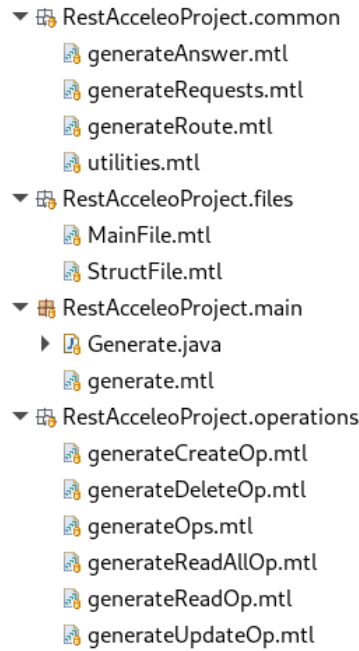 RestAcceleoProject.common
generateAnswer.mtl
generateRequests.mtl
generateRoute.mtl
utilities.mtl
RestAcceleoProject.files
MainFile.mtl
StructFile.mtl
RestAcceleoProject.main
Generate.java
generate.mtl
RestAcceleoProject.operations
generateCreateOp.mtl
generateDeleteOp.mtl
generateOps.mtl
generateReadAllOp.mtl
generateReadOp.mtl
generateUpdateOp.mtl